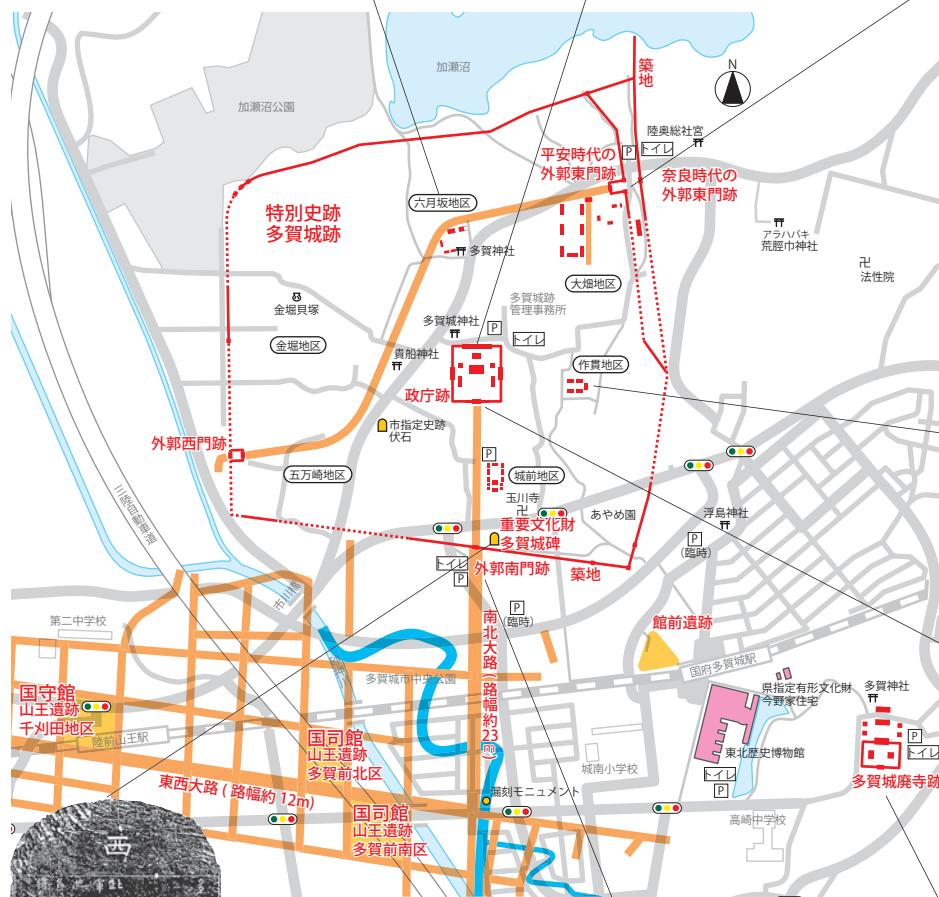 加瀬沼
加瀬沼公園
築地
N
陸奥総社宮
P
トイレ
平安時代の
外郭東門跡
奈良時代の
外郭東門跡
特別史跡
多賀城跡
六月坂地区
多賀神社
アラハバキ
荒脛巾神社
卍
法性院
大畑地区
多賀城跡
管理事務所
金堀貝塚
金堀地区
多賀城神社
P
トイレ
貴船神社
作貫地区
政庁跡
市指定史跡
伏石
外郭西門跡
五万崎地区
P
城前地区
玉川寺
卍
あやめ園
浮島神社
P
(臨時)
重要文化財
多賀城碑
トイレ
P
外郭南門跡
築地
三陸自動車道
市川橋
P
(臨時)
南北大路(路幅約23m)
館前遺跡
第二中学校
多賀城市中央公園
国府多賀城駅
県指定有形文化財
今野家住宅
多賀神社
国守館
山王遺跡
千刈田地区
陸前山王駅
国司館
山王遺跡
多賀前北区
東北歴史博物館
トイレ
P
P
トイレ
多賀城廃寺跡
城南小学校
東西大路(路幅約12m)
漏刻モニュメント
国司館
山王遺跡
多賀前南区
高崎中学校
西